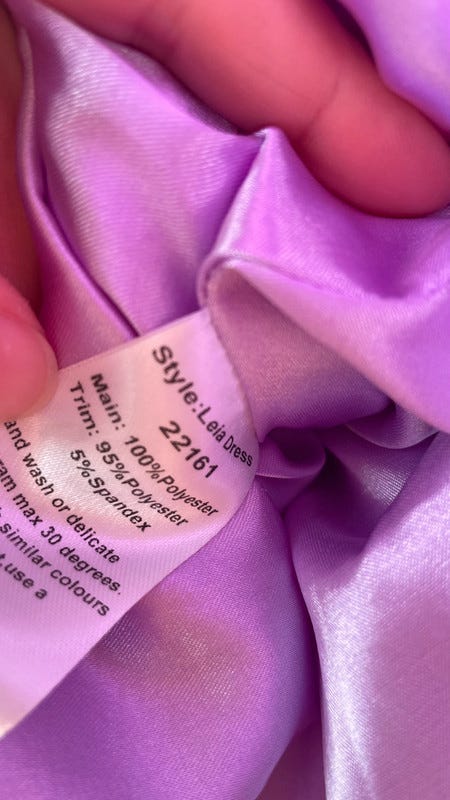 Style:Leia Dress
22161
Main: 100%Polyester
Trim: 95%Polyester
5%Spandex
and wash or delicate
max 30 degrees.
similar colours
use a